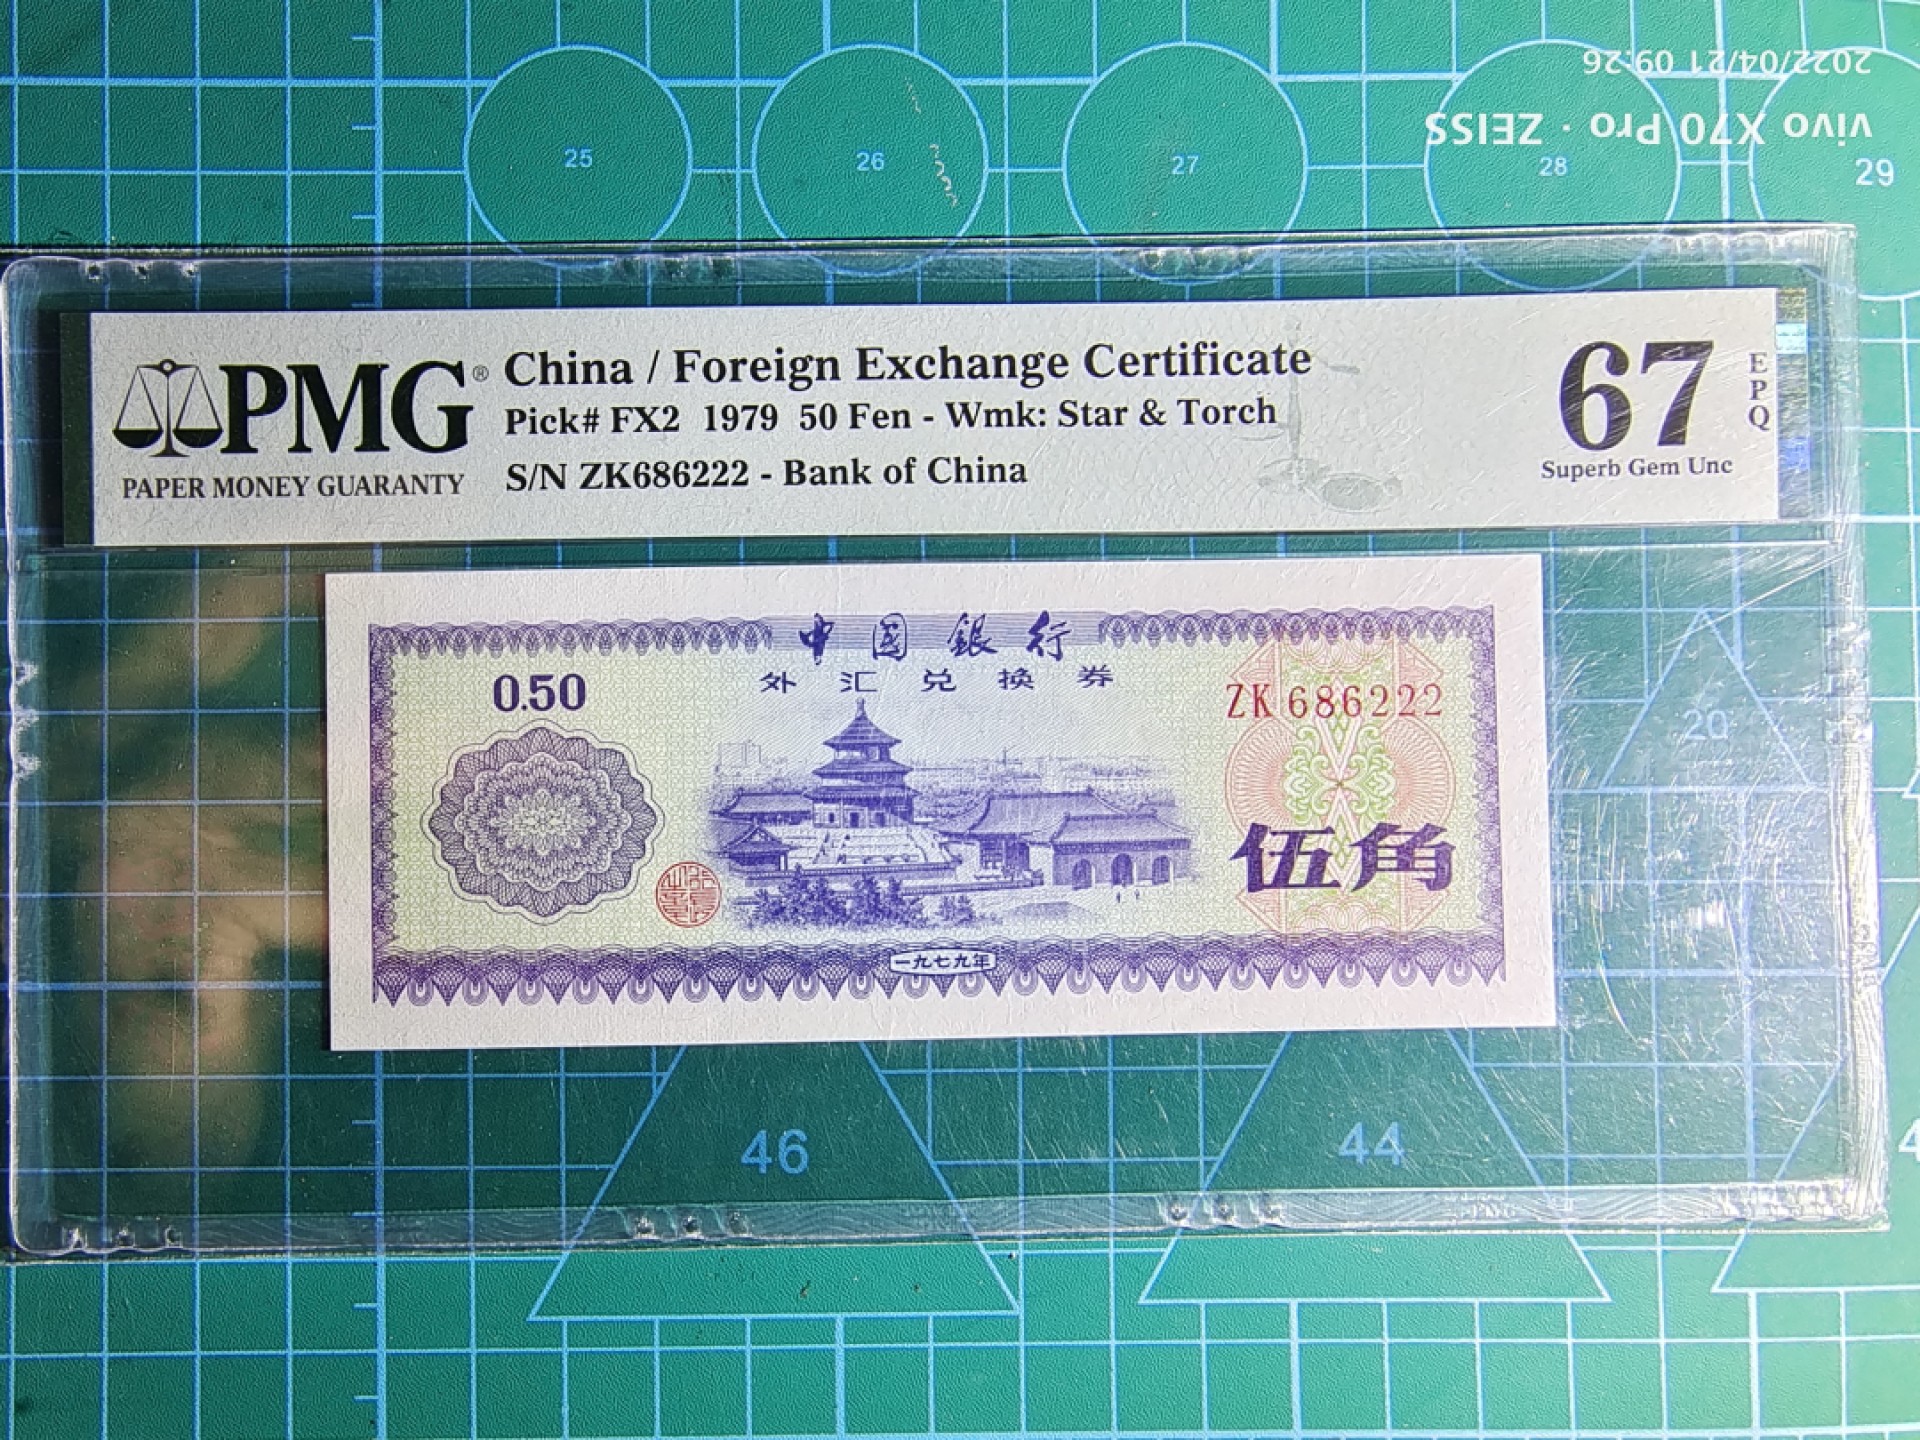 2022/04/21 09:26
vivo X70 Pro · ZEISS
25
26
27
28
29
PMG®
PAPER MONEY GUARANTY
China / Foreign Exchange Certificate
Pick# FX2 1979 50 Fen - Wmk: Star & Torch
S/N ZK686222 - Bank of China
67
EPQ
Superb Gem Unc
中国銀行
外汇兑换券
0.50
ZK 686222
20
伍角
一九七九年
46
44
4